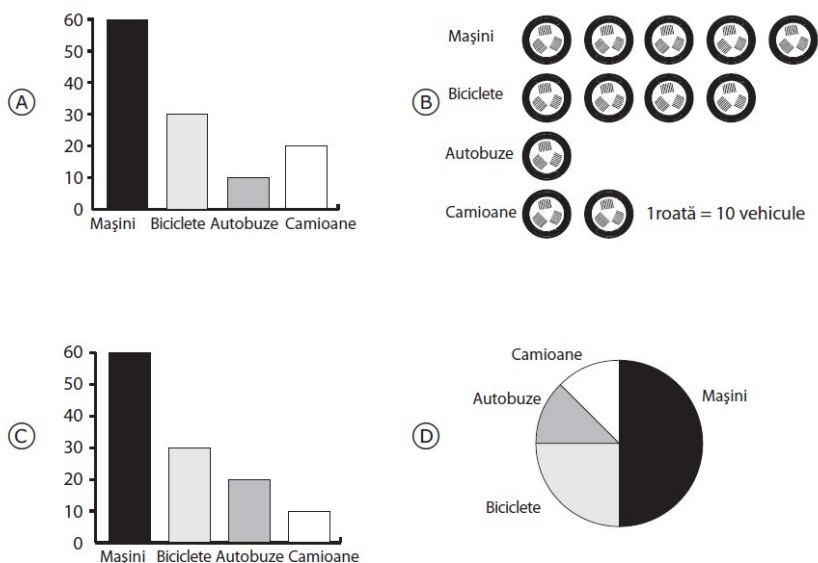 A
60
50
40
30
20
10
0
Mașini Biciclete Autobuze Camioane
B
Mașini
Biciclete
Autobuze
Camioane
1roată = 10 vehicule
C
60
50
40
30
20
10
0
Mașini Biciclete Autobuze Camioane
D
Camioane
Autobuze
Mașini
Biciclete